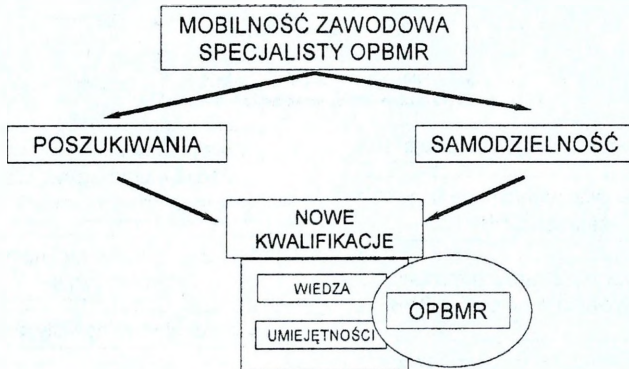 MOBILNOŚĆ ZAWODOWA
SPECJALISTY OPBMR
POSZUKIWANIA
SAMODZIELNOŚĆ
NOWE
KWALIFIKACJE
WIEDZA
OPBMR
UMIEJĘTNOŚCI